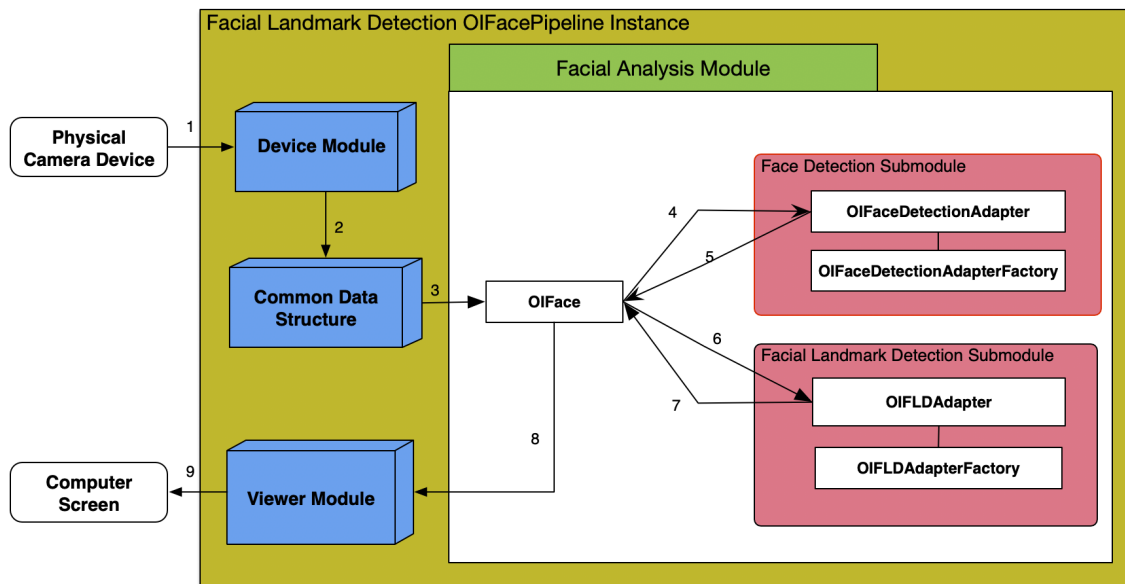 Facial Landmark Detection OIFacePipeline Instance
Facial Analysis Module
Physical
Camera Device
1
Device Module
2
Common Data
Structure
3
OIFace
4
5
Face Detection Submodule
OIFaceDetectionAdapter
OIFaceDetectionAdapterFactory
6
7
Facial Landmark Detection Submodule
OIFLDAdapter
OIFLDAdapterFactory
8
Viewer Module
9
Computer
Screen